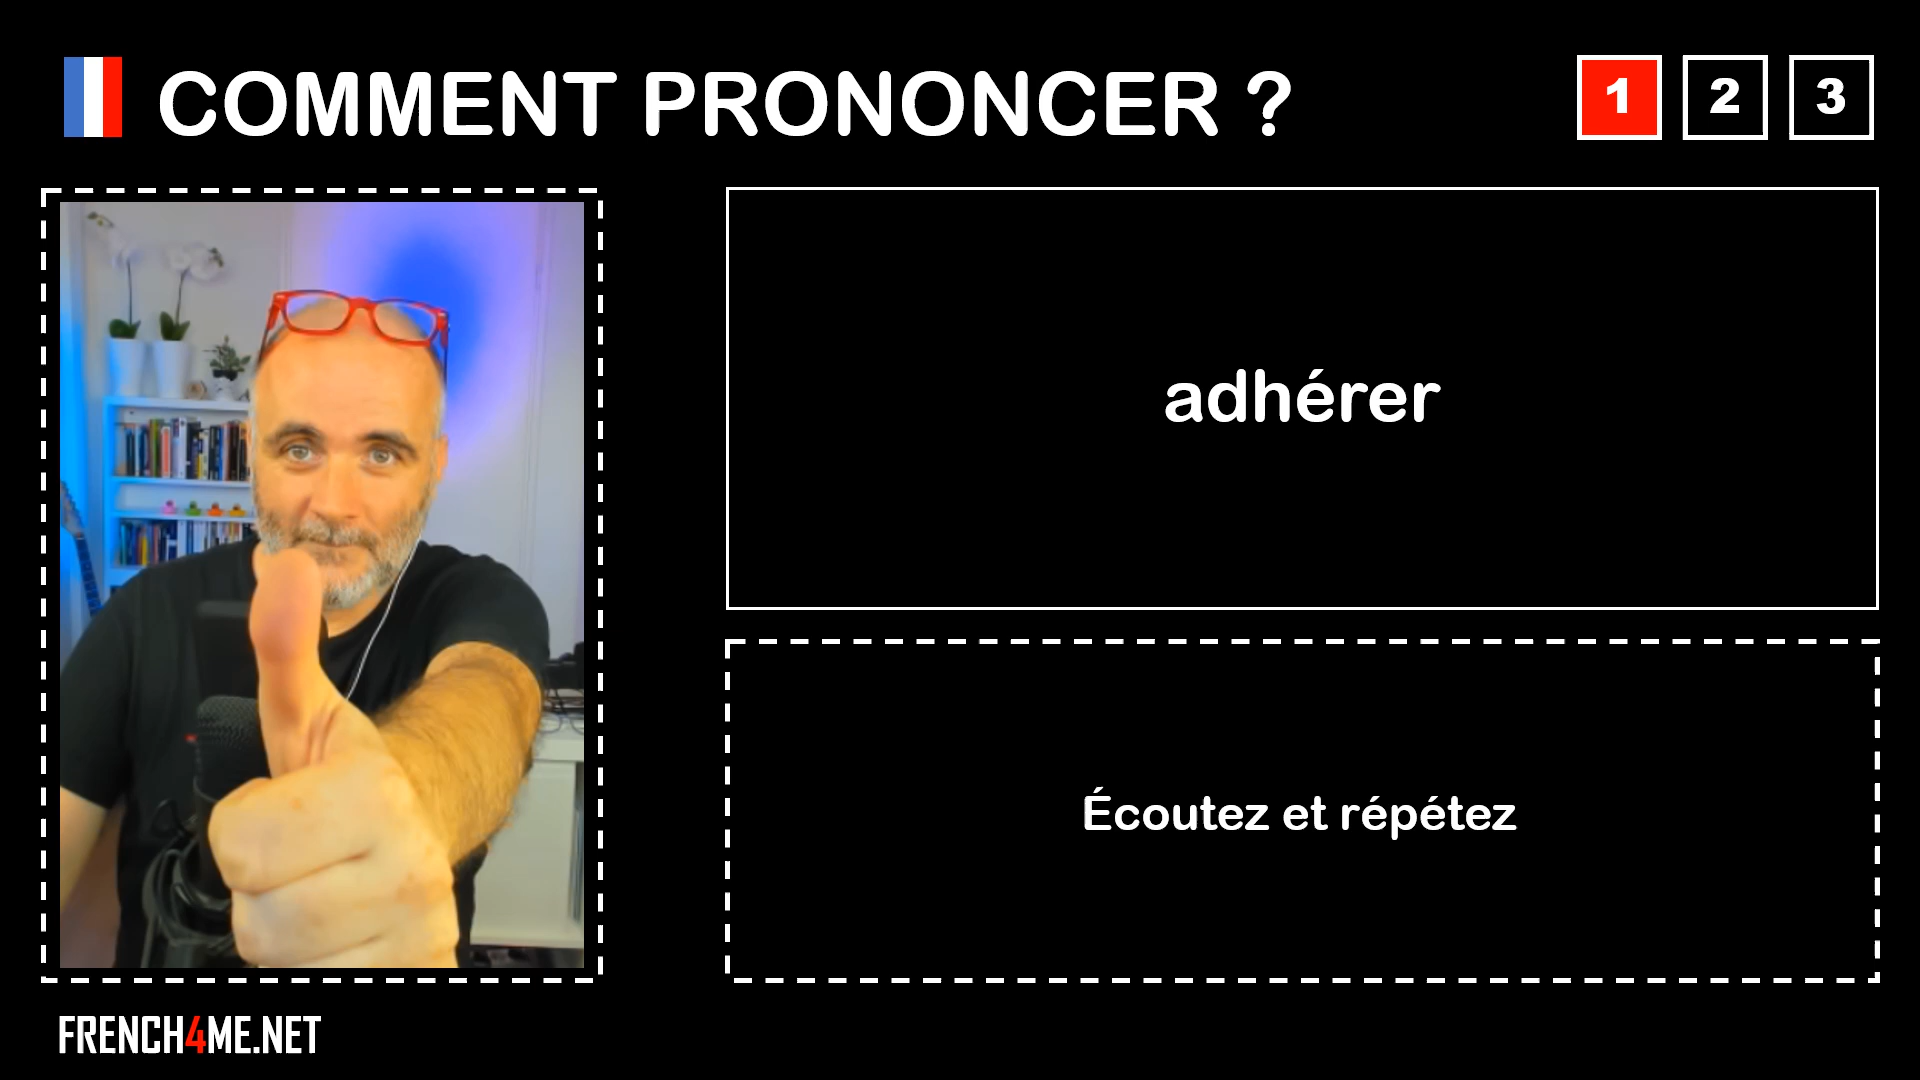 COMMENT PRONONCER ?
1 2 3
adhérer
Écoutez et répétez
FRENCH4ME.NET